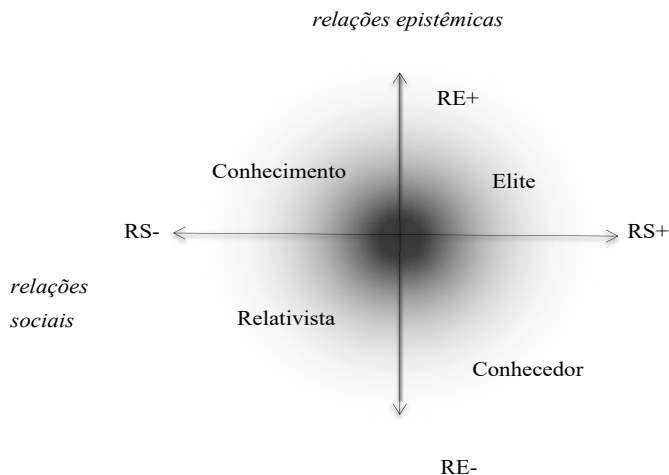 relações epistêmicas
RE+
Conhecimento
Elite
RS-
RS+
relações
sociais
Relativista
Conhecedor
RE-